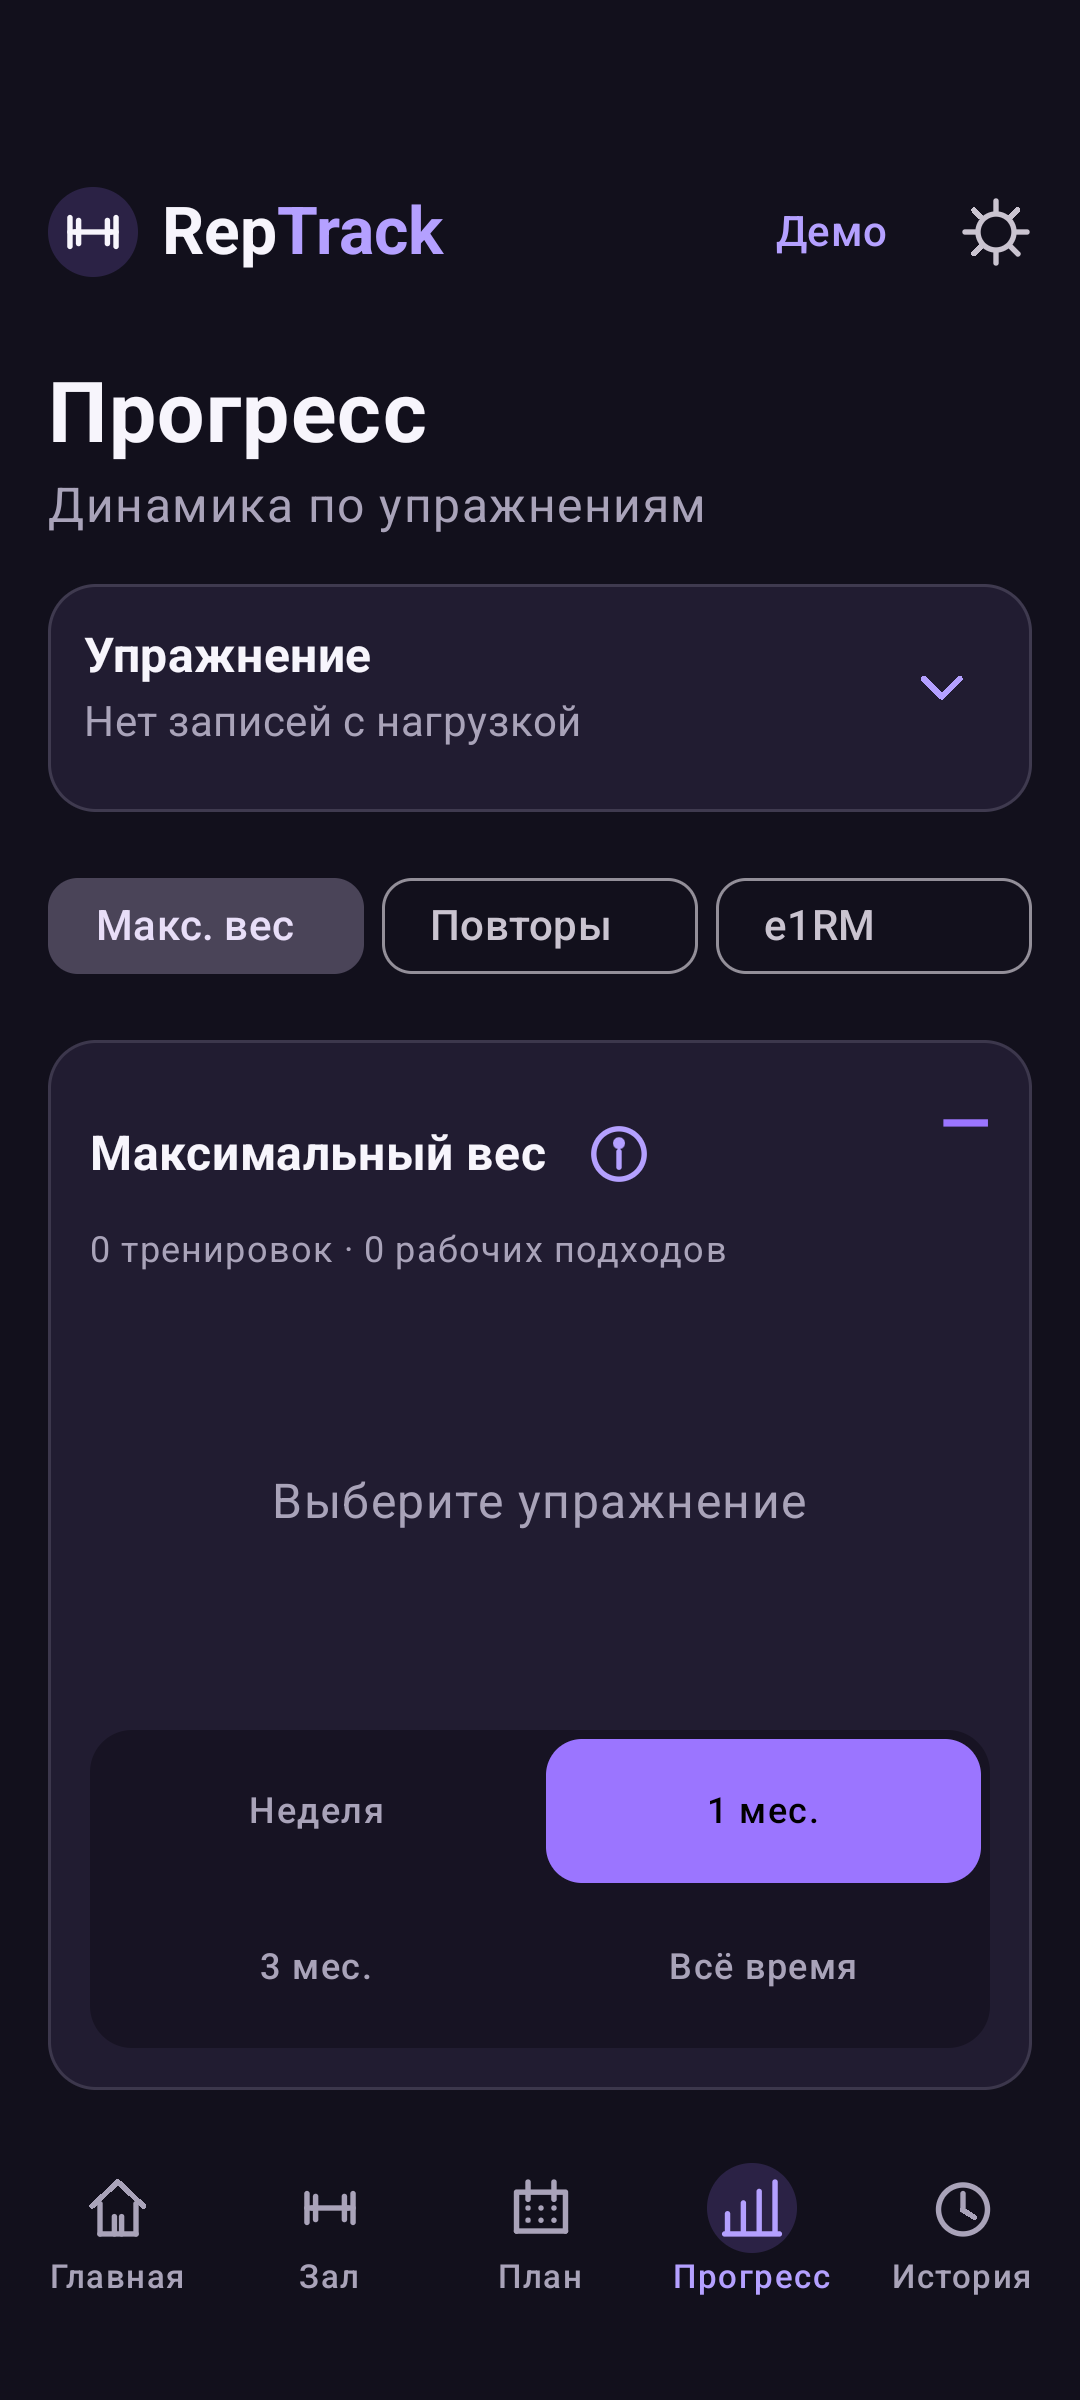 RepTrack
Демо
Прогресс
Динамика по упражнениям
Упражнение
Нет записей с нагрузкой
Макс. вес
Повторы
e1RM
Максимальный вес
0 тренировок · 0 рабочих подходов
Выберите упражнение
Неделя
1 мес.
3 мес.
Всё время
Главная
Зал
План
Прогресс
История